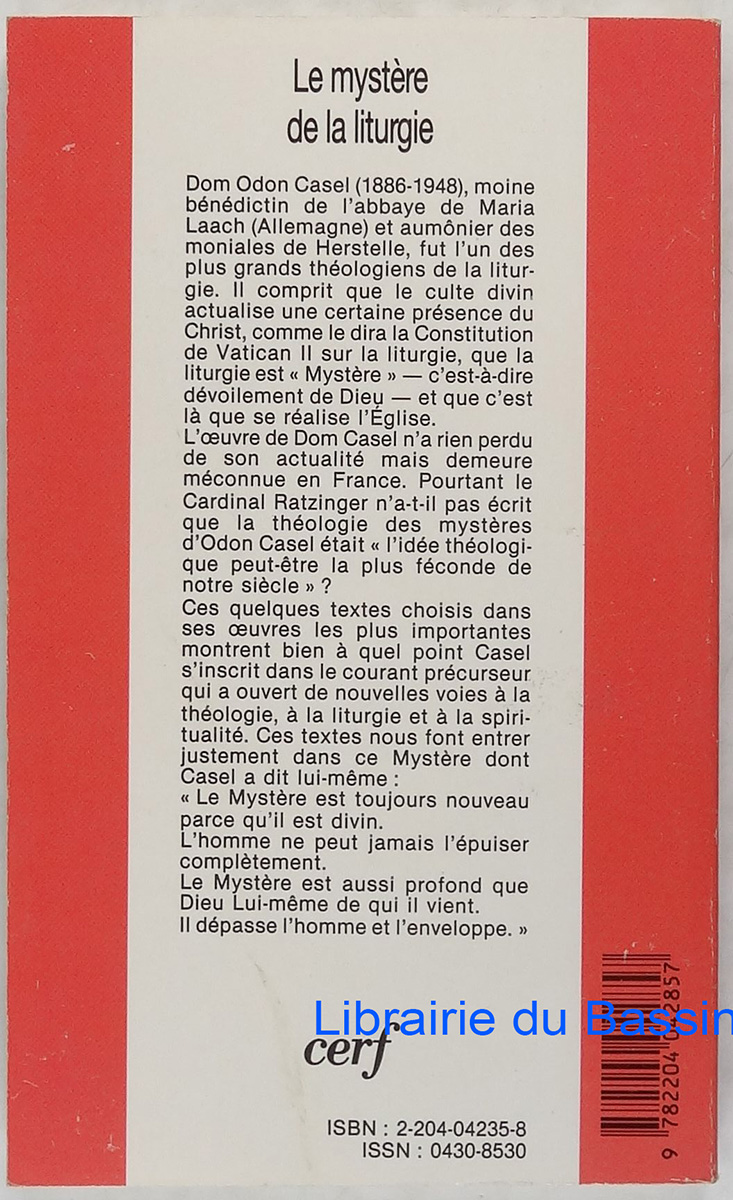 Le mystère
de la liturgie
Dom Odon Casel (1886-1948), moine
bénédictin de l'abbaye de Maria
Laach (Allemagne) et aumônier des
moniales de Herstelle, fut l'un des
plus grands théologiens de la litur-
gie. Il comprit que le culte divin
actualise une certaine présence du
Christ, comme le dira la Constitution
de Vatican II sur la liturgie, que la
liturgie est « Mystère » — c'est-à-dire
dévoilement de Dieu — et que c'est
là que se réalise l'Église.
L'œuvre de Dom Casel n'a rien perdu
de son actualité mais demeure
méconnue en France. Pourtant le
Cardinal Ratzinger n'a-t-il pas écrit
que la théologie des mystères
d'Odon Casel était « l'idée théologi-
que peut-être la plus féconde de
notre siècle » ?
Ces quelques textes choisis dans
ses œuvres les plus importantes
montrent bien à quel point Casel
s'inscrit dans le courant précurseur
qui a ouvert de nouvelles voies à la
théologie, à la liturgie et à la spiri-
tualité. Ces textes nous font entrer
justement dans ce Mystère dont
Casel a dit lui-même :
« Le Mystère est toujours nouveau
parce qu'il est divin.
L'homme ne peut jamais l'épuiser
complètement.
Le Mystère est aussi profond que
Dieu Lui-même de qui il vient.
Il dépasse l'homme et l'enveloppe. »
Librairie du Bassin
cerf
ISBN : 2-204-04235-8
ISSN : 0430-8530